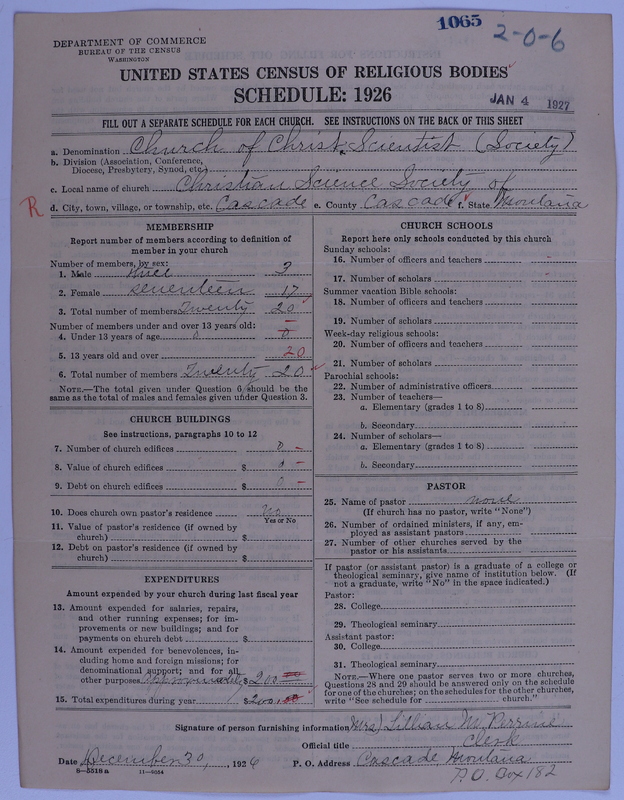 1065
2-0-6
DEPARTMENT OF COMMERCE
BUREAU OF THE CENSUS
WASHINGTON
UNITED STATES CENSUS OF RELIGIOUS BODIES
SCHEDULE: 1926
JAN 4 1927
FILL OUT A SEPARATE SCHEDULE FOR EACH CHURCH. SEE INSTRUCTIONS ON THE BACK OF THIS SHEET
a. Denomination Church of Christ, Scientist (Society)
b. Division (Association, Conference, Diocese, Presbytery, Synod, etc.)
c. Local name of church Christian Science Society of
R
d. City, town, village, or township, etc. Cascade e. County Cascade f. State Montana
MEMBERSHIP
Report number of members according to definition of
member in your church
Number of members, by sex:
1. Male three 3
2. Female seventeen 17
3. Total number of members Twenty 20
Number of members under and over 13 years old:
4. Under 13 years of age 0 0
5. 13 years old and over 20
6. Total number of members Twenty 20
NOTE.—The total given under Question 6 should be the
same as the total of males and females given under Question 3.
CHURCH BUILDINGS
See instructions, paragraphs 10 to 12
7. Number of church edifices 0 –
8. Value of church edifices $ 0 –
9. Debt on church edifices $ 0 –
10. Does church own pastor's residence No
Yes or No
11. Value of pastor's residence (if owned by
church) $
12. Debt on pastor's residence (if owned by
church) $
EXPENDITURES
Amount expended by your church during last fiscal year
13. Amount expended for salaries, repairs,
and other running expenses; for im-
provements or new buildings; and for
payments on church debt $
14. Amount expended for benevolences, in-
cluding home and foreign missions; for
denominational support; and for all
other purposes approximately $ 200
15. Total expenditures during year $ 200
CHURCH SCHOOLS
Report here only schools conducted by this church
Sunday schools:
16. Number of officers and teachers
17. Number of scholars
Summer vacation Bible schools:
18. Number of officers and teachers
19. Number of scholars
Week-day religious schools:
20. Number of officers and teachers
21. Number of scholars
Parochial schools:
22. Number of administrative officers
23. Number of teachers—
a. Elementary (grades 1 to 8)
b. Secondary
24. Number of scholars—
a. Elementary (grades 1 to 8)
b. Secondary
PASTOR
25. Name of pastor none
(If church has no pastor, write "None")
26. Number of ordained ministers, if any, em-
ployed as assistant pastors
27. Number of other churches served by the
pastor or his assistants
If pastor (or assistant pastor) is a graduate of a college or
theological seminary, give name of institution below. (If
not a graduate, write "No" in the space indicated.)
Pastor:
28. College
29. Theological seminary
Assistant pastor:
30. College
31. Theological seminary
NOTE.—Where one pastor serves two or more churches,
Questions 28 and 29 should be answered only on the schedule
for one of the churches; on the schedules for the other churches,
write "See schedule for church."
Signature of person furnishing information Mrs) Lillian M. Perrine
Official title Clerk
Date December 30, 1926 P. O. Address Cascade Montana
8—5518 a 11—9054 P.O. Box 182